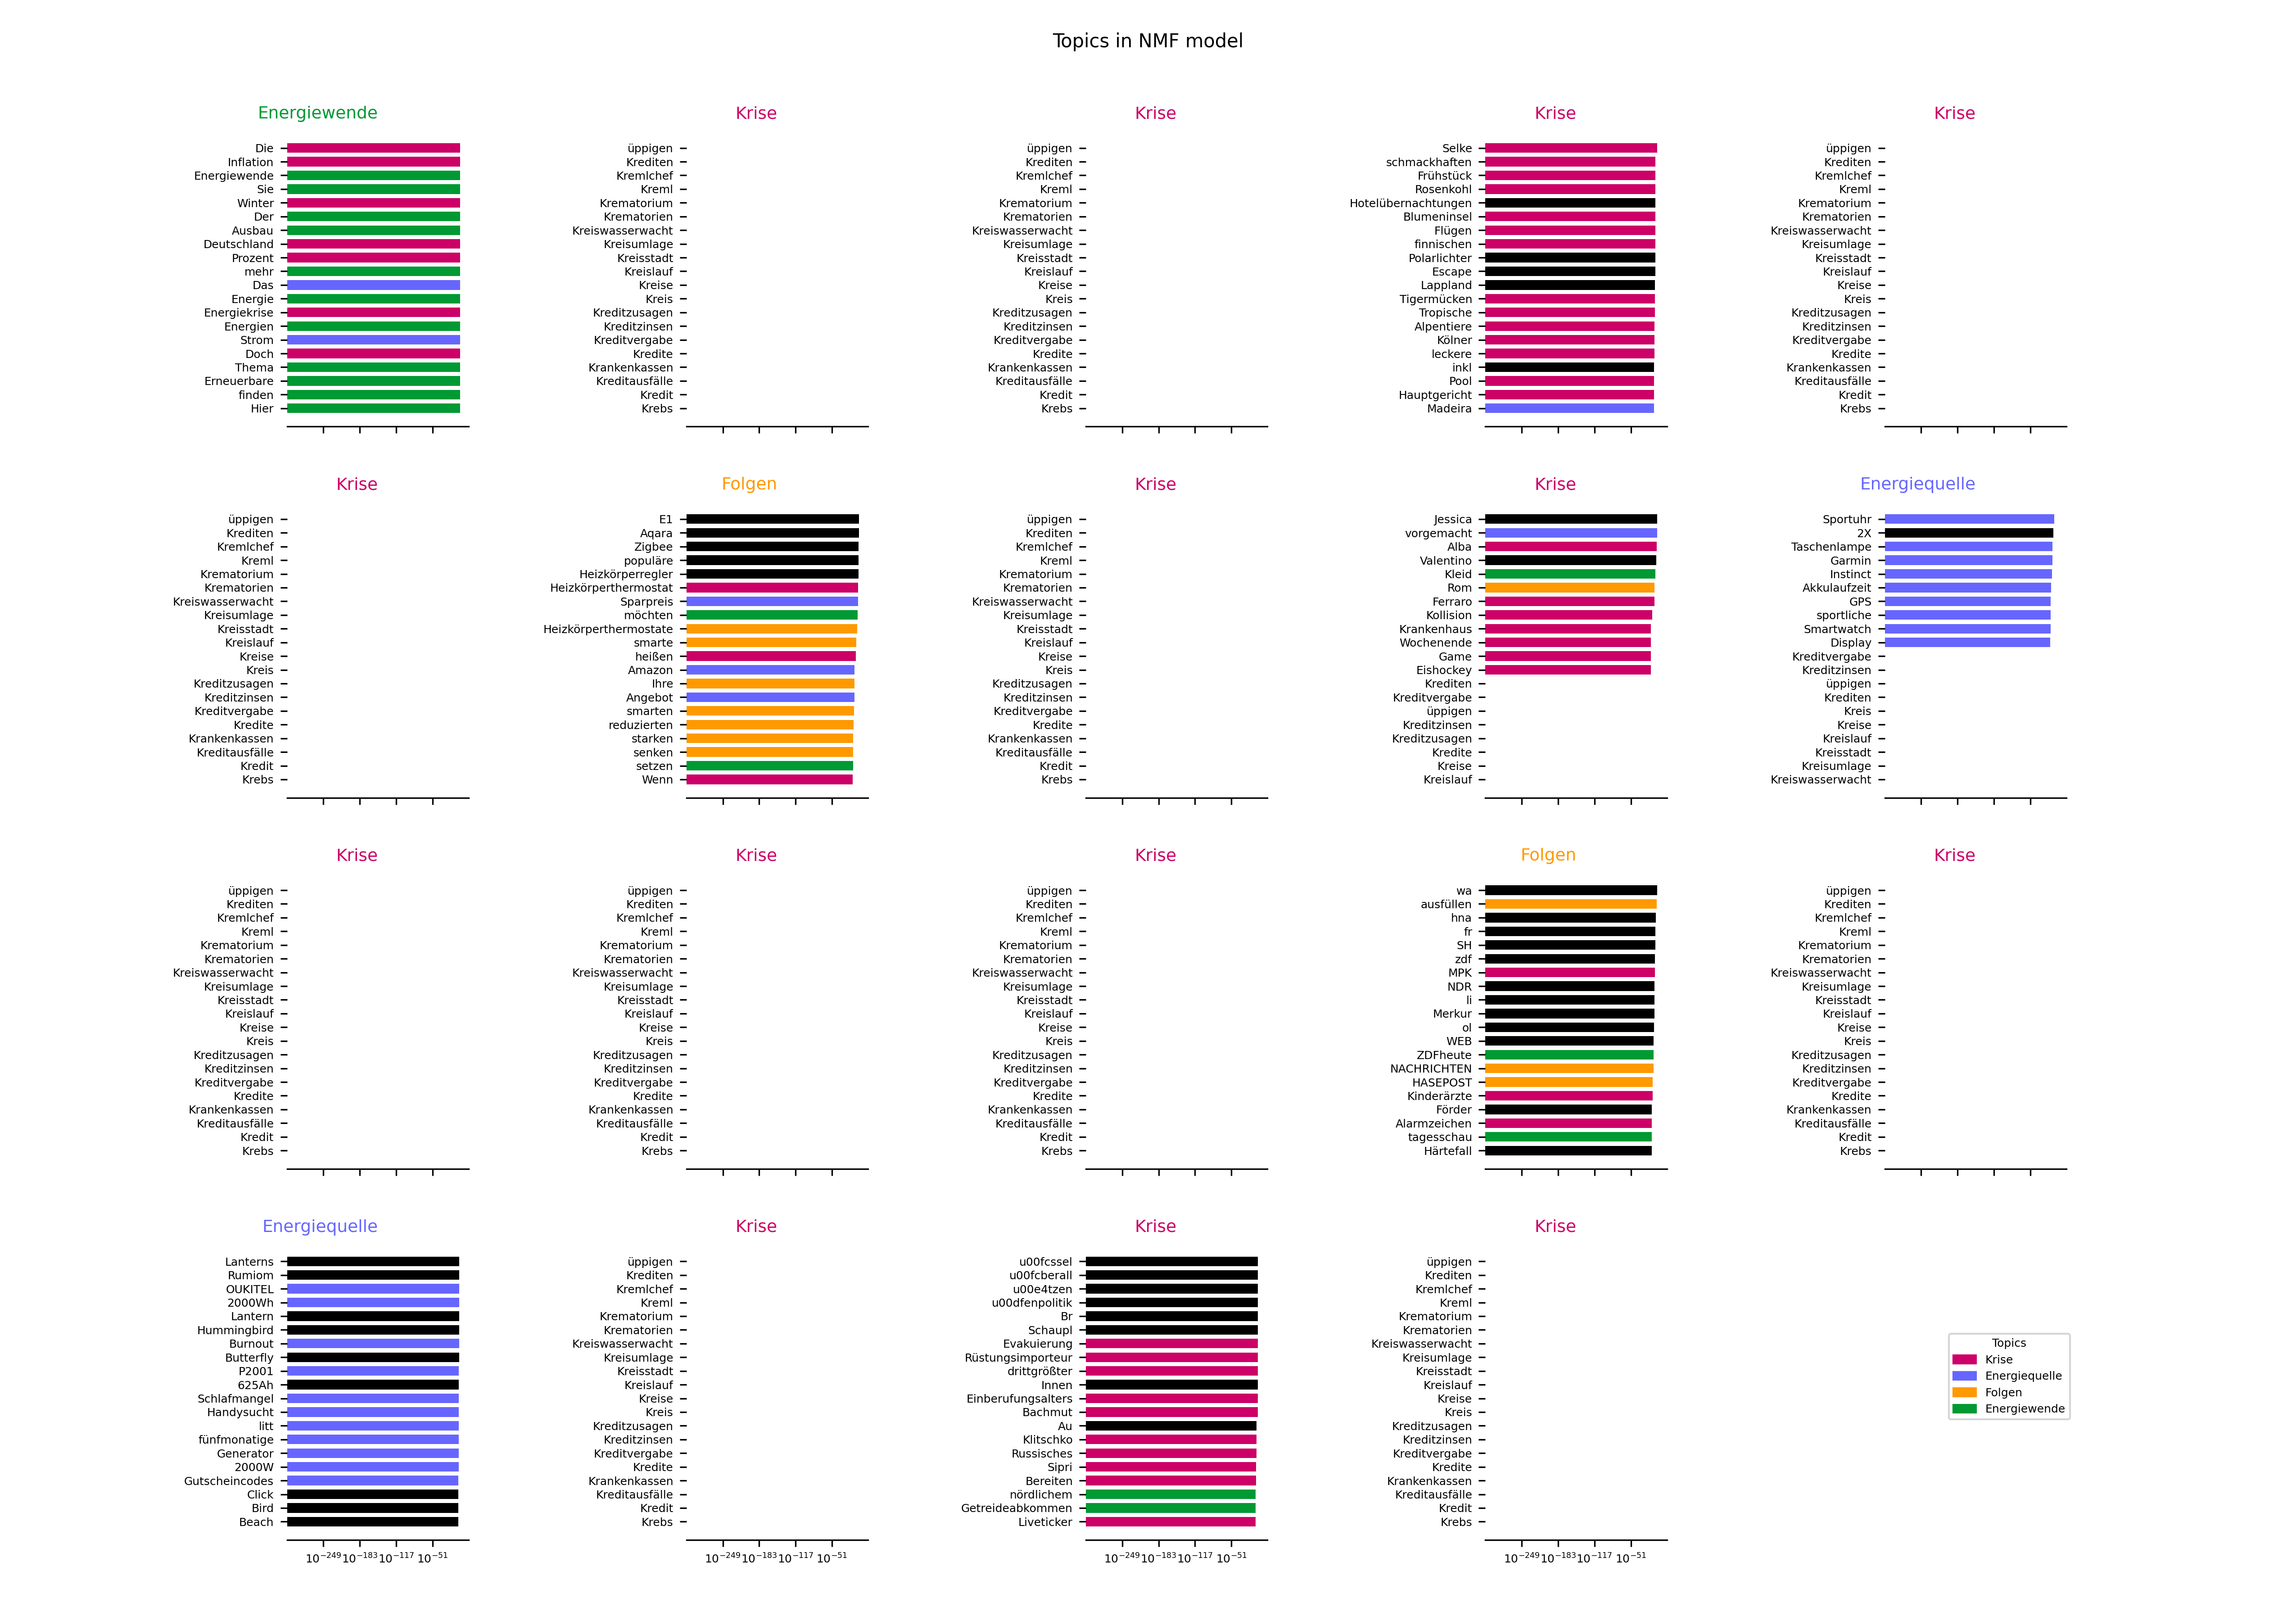 Topics in NMF model
Energiewende
Die
Inflation
Energiewende
Sie
Winter
Der
Ausbau
Deutschland
Prozent
mehr
Das
Energie
Energiekrise
Energien
Strom
Doch
Thema
Erneuerbare
finden
Hier
Krise
üppigen
Krediten
Kremlchef
Kreml
Krematorium
Krematorien
Kreiswasserwacht
Kreisumlage
Kreisstadt
Kreislauf
Kreise
Kreis
Kreditzusagen
Kreditzinsen
Kreditvergabe
Kredite
Krankenkassen
Kreditausfälle
Kredit
Krebs
Krise
üppigen
Krediten
Kremlchef
Kreml
Krematorium
Krematorien
Kreiswasserwacht
Kreisumlage
Kreisstadt
Kreislauf
Kreise
Kreis
Kreditzusagen
Kreditzinsen
Kreditvergabe
Kredite
Krankenkassen
Kreditausfälle
Kredit
Krebs
Krise
Selke
schmackhaften
Frühstück
Rosenkohl
Hotelübernachtungen
Blumeninsel
Flügen
finnischen
Polarlichter
Escape
Lappland
Tigermücken
Tropische
Alpentiere
Kölner
leckere
inkl
Pool
Hauptgericht
Madeira
Krise
üppigen
Krediten
Kremlchef
Kreml
Krematorium
Krematorien
Kreiswasserwacht
Kreisumlage
Kreisstadt
Kreislauf
Kreise
Kreis
Kreditzusagen
Kreditzinsen
Kreditvergabe
Kredite
Krankenkassen
Kreditausfälle
Kredit
Krebs
Krise
üppigen
Krediten
Kremlchef
Kreml
Krematorium
Krematorien
Kreiswasserwacht
Kreisumlage
Kreisstadt
Kreislauf
Kreise
Kreis
Kreditzusagen
Kreditzinsen
Kreditvergabe
Kredite
Krankenkassen
Kreditausfälle
Kredit
Krebs
Folgen
E1
Aqara
Zigbee
populäre
Heizkörperregler
Heizkörperthermostat
Sparpreis
möchten
Heizkörperthermostate
smarte
heißen
Amazon
Ihre
Angebot
smarten
reduzierten
starken
senken
setzen
Wenn
Krise
üppigen
Krediten
Kremlchef
Kreml
Krematorium
Krematorien
Kreiswasserwacht
Kreisumlage
Kreisstadt
Kreislauf
Kreise
Kreis
Kreditzusagen
Kreditzinsen
Kreditvergabe
Kredite
Krankenkassen
Kreditausfälle
Kredit
Krebs
Krise
Jessica
vorgemacht
Alba
Valentino
Kleid
Rom
Ferraro
Kollision
Krankenhaus
Wochenende
Game
Eishockey
Krediten
Kreditvergabe
üppigen
Kreditzinsen
Kreditzusagen
Kredite
Kreise
Kreislauf
Energiequelle
Sportuhr
2X
Taschenlampe
Garmin
Instinct
Akkulaufzeit
GPS
sportliche
Smartwatch
Display
Kreditvergabe
Kreditzinsen
üppigen
Krediten
Kreis
Kreise
Kreislauf
Kreisstadt
Kreisumlage
Kreiswasserwacht
Krise
üppigen
Krediten
Kremlchef
Kreml
Krematorium
Krematorien
Kreiswasserwacht
Kreisumlage
Kreisstadt
Kreislauf
Kreise
Kreis
Kreditzusagen
Kreditzinsen
Kreditvergabe
Kredite
Krankenkassen
Kreditausfälle
Kredit
Krebs
Krise
üppigen
Krediten
Kremlchef
Kreml
Krematorium
Krematorien
Kreiswasserwacht
Kreisumlage
Kreisstadt
Kreislauf
Kreise
Kreis
Kreditzusagen
Kreditzinsen
Kreditvergabe
Kredite
Krankenkassen
Kreditausfälle
Kredit
Krebs
Krise
üppigen
Krediten
Kremlchef
Kreml
Krematorium
Krematorien
Kreiswasserwacht
Kreisumlage
Kreisstadt
Kreislauf
Kreise
Kreis
Kreditzusagen
Kreditzinsen
Kreditvergabe
Kredite
Krankenkassen
Kreditausfälle
Kredit
Krebs
Folgen
wa
ausfüllen
hna
fr
SH
zdf
MPK
NDR
li
Merkur
ol
WEB
ZDFheute
NACHRICHTEN
HASEPOST
Kinderärzte
Förder
Alarmzeichen
tagesschau
Härtefall
Krise
üppigen
Krediten
Kremlchef
Kreml
Krematorium
Krematorien
Kreiswasserwacht
Kreisumlage
Kreisstadt
Kreislauf
Kreise
Kreis
Kreditzusagen
Kreditzinsen
Kreditvergabe
Kredite
Krankenkassen
Kreditausfälle
Kredit
Krebs
Energiequelle
Lanterns
Rumiom
OUKITEL
2000Wh
Lantern
Hummingbird
Burnout
Butterfly
P2001
625Ah
Schlafmangel
Handysucht
litt
fünfmonatige
Generator
2000W
Gutscheincodes
Click
Bird
Beach
10⁻²⁴⁹ 10⁻¹⁸³ 10⁻¹¹⁷ 10⁻⁵¹
Krise
üppigen
Krediten
Kremlchef
Kreml
Krematorium
Krematorien
Kreiswasserwacht
Kreisumlage
Kreisstadt
Kreislauf
Kreise
Kreis
Kreditzusagen
Kreditzinsen
Kreditvergabe
Kredite
Krankenkassen
Kreditausfälle
Kredit
Krebs
10⁻²⁴⁹ 10⁻¹⁸³ 10⁻¹¹⁷ 10⁻⁵¹
Krise
u00fcssel
u00fcberall
u00e4tzen
u00dfenpolitik
Br
Schaupl
Evakuierung
Rüstungsimporteur
drittgrößter
Innen
Einberufungsalters
Bachmut
Au
Klitschko
Russisches
Sipri
Bereiten
nördlichem
Getreideabkommen
Liveticker
10⁻²⁴⁹ 10⁻¹⁸³ 10⁻¹¹⁷ 10⁻⁵¹
Krise
üppigen
Krediten
Kremlchef
Kreml
Krematorium
Krematorien
Kreiswasserwacht
Kreisumlage
Kreisstadt
Kreislauf
Kreise
Kreis
Kreditzusagen
Kreditzinsen
Kreditvergabe
Kredite
Krankenkassen
Kreditausfälle
Kredit
Krebs
10⁻²⁴⁹ 10⁻¹⁸³ 10⁻¹¹⁷ 10⁻⁵¹
Topics
Krise
Energiequelle
Folgen
Energiewende